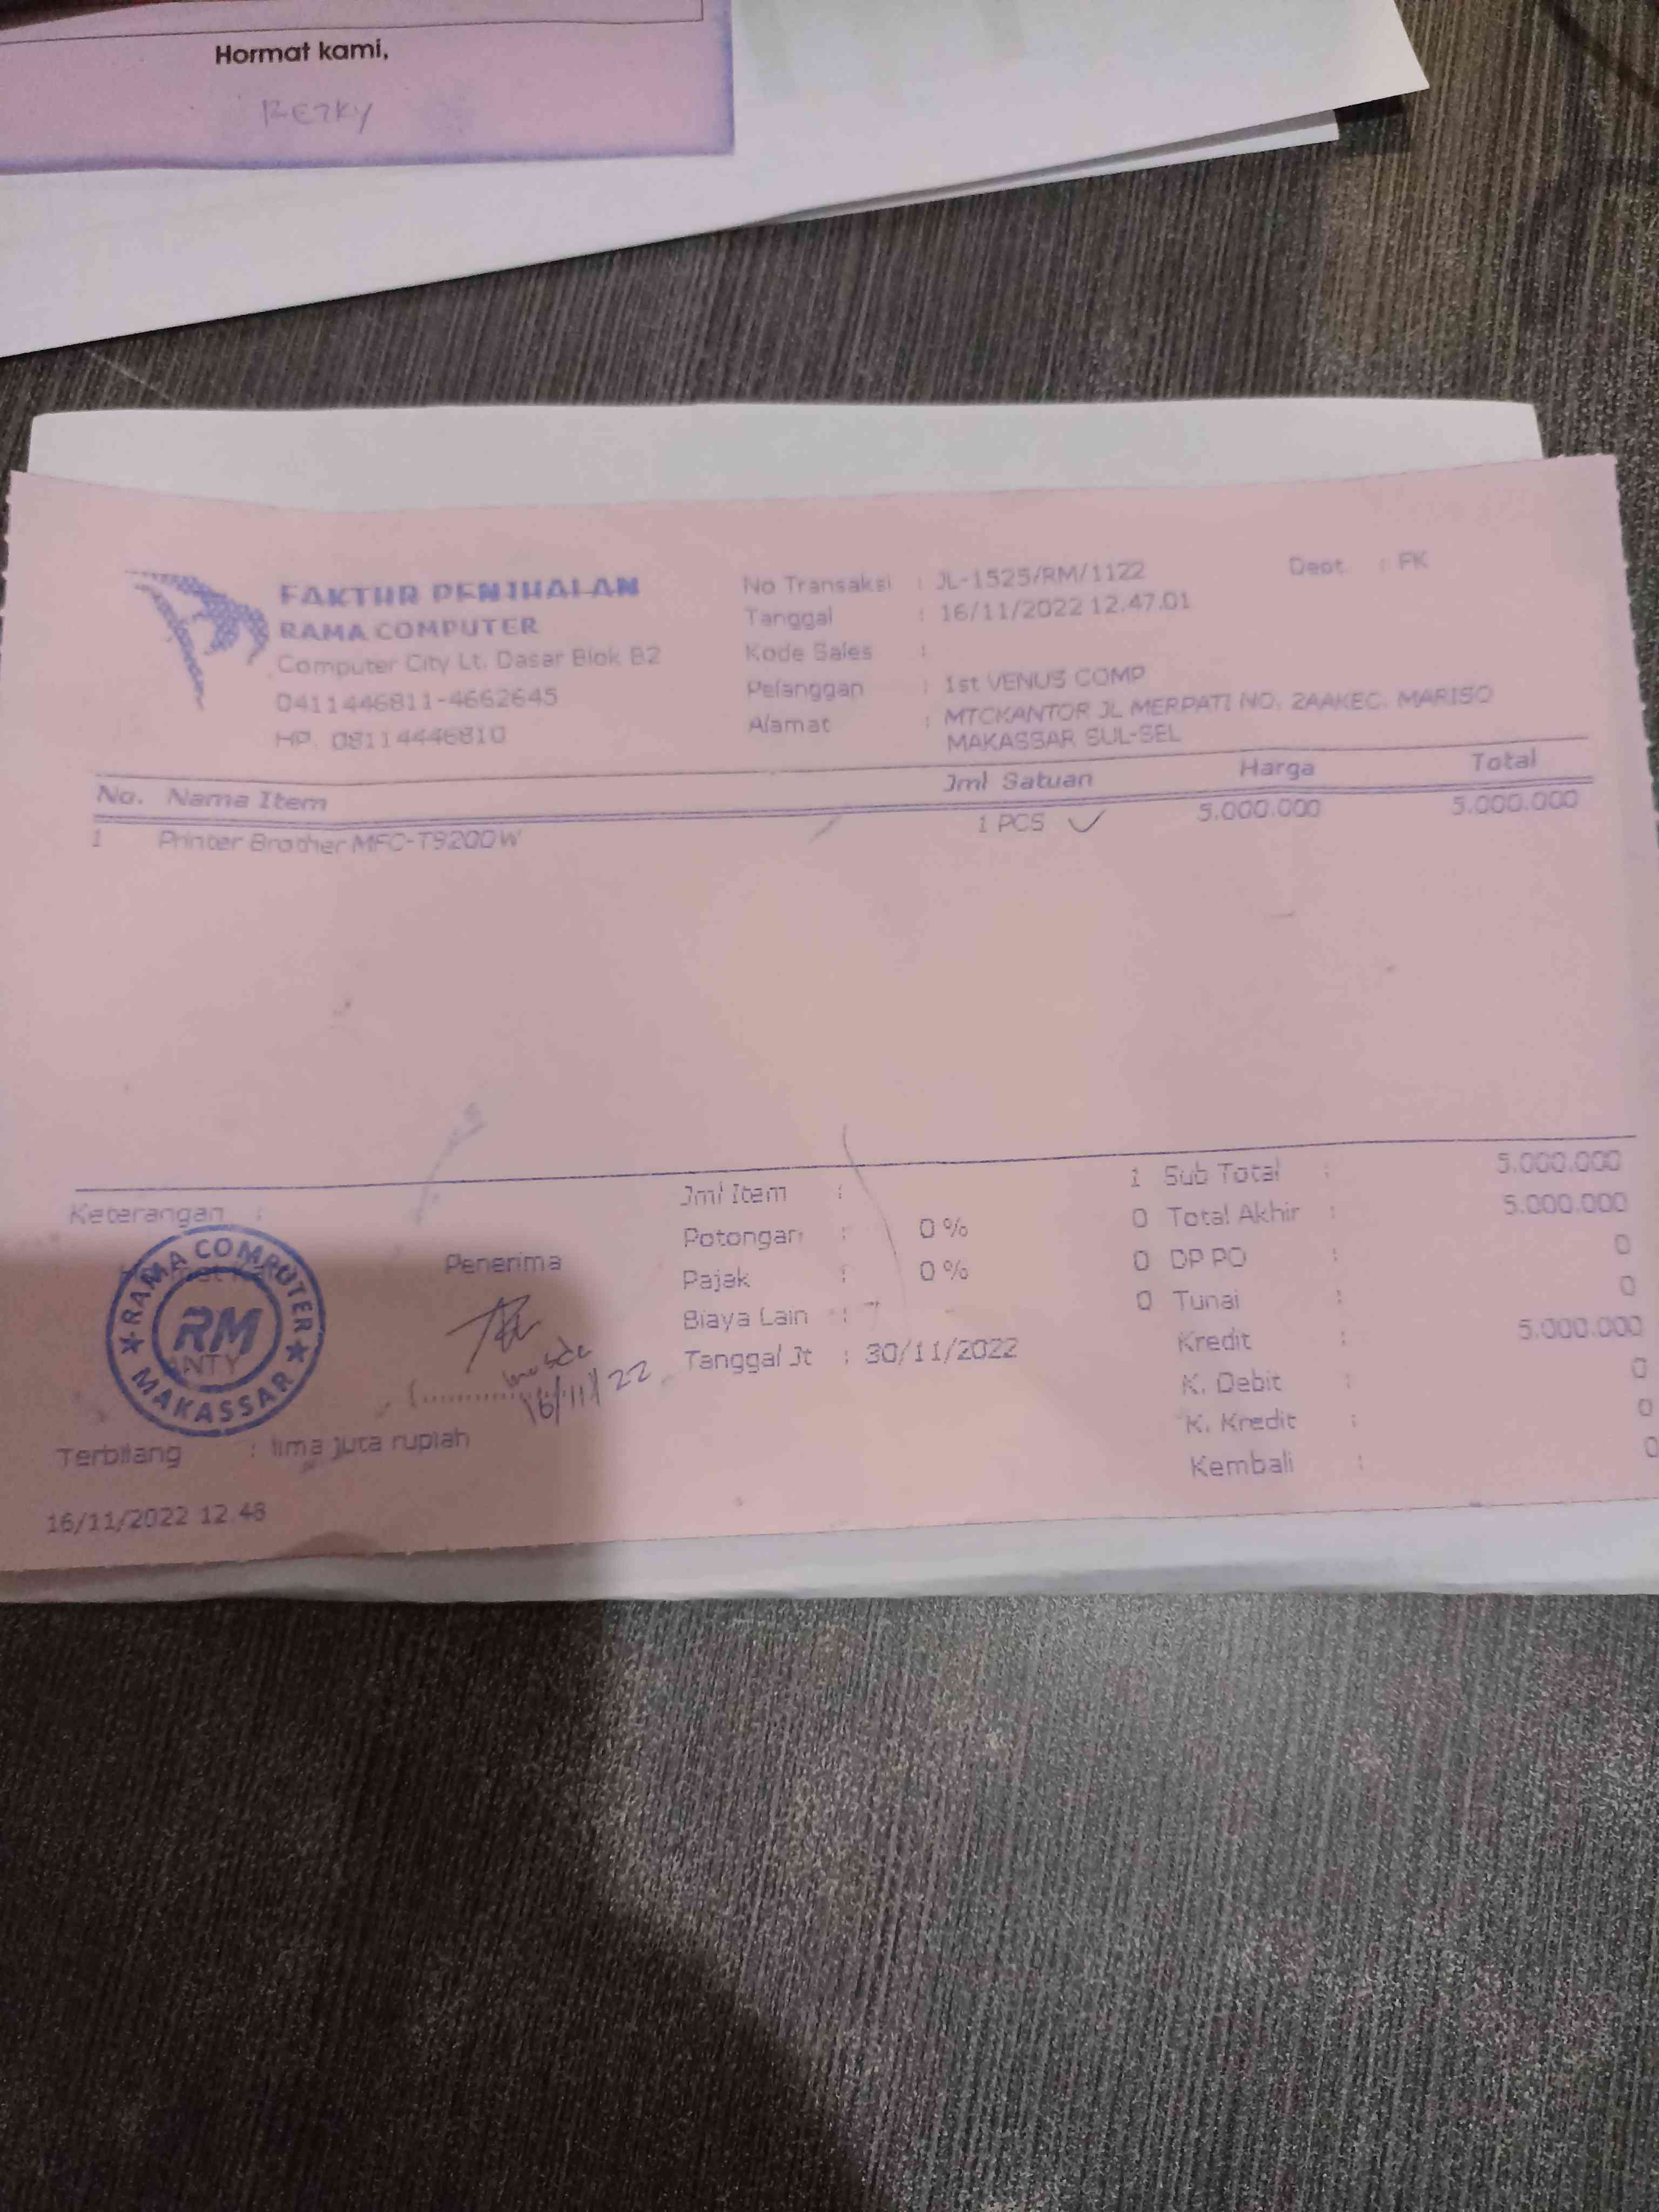 Hormat kami,
REZKY
FAKTUR PENJUALAN
RAMA COMPUTER
Computer City Lt. Dasar Blok B2
0411446811-4662645
HP. 08114446810
No Transaksi : JL-1525/RM/1122
Dept : PK
Tanggal : 16/11/2022 12.47.01
Kode Sales :
Pelanggan : 1st VENUS COMP
Alamat : MTCKANTOR JL MERPATI NO. 2AAKEC. MARISO
MAKASSAR SUL-SEL
No. Nama Item Jml Satuan Harga Total
1 Printer Brother MFC-T9200W 1 PCS 5.000.000 5.000.000
Keterangan :
Penerima
RAMA COMPUTER
RM
ANTY
MAKASSAR
16/11/22
Jml Item : 1
Potongan : 0 % 0
Pajak : 0 % 0
Biaya Lain : 0
Tanggal Jt : 30/11/2022
Sub Total : 5.000.000
Total Akhir : 5.000.000
DP PO : 0
Tunai : 0
Kredit : 5.000.000
K. Debit : 0
K. Kredit : 0
Kembali : 0
Terbilang : lima juta rupiah
16/11/2022 12.48